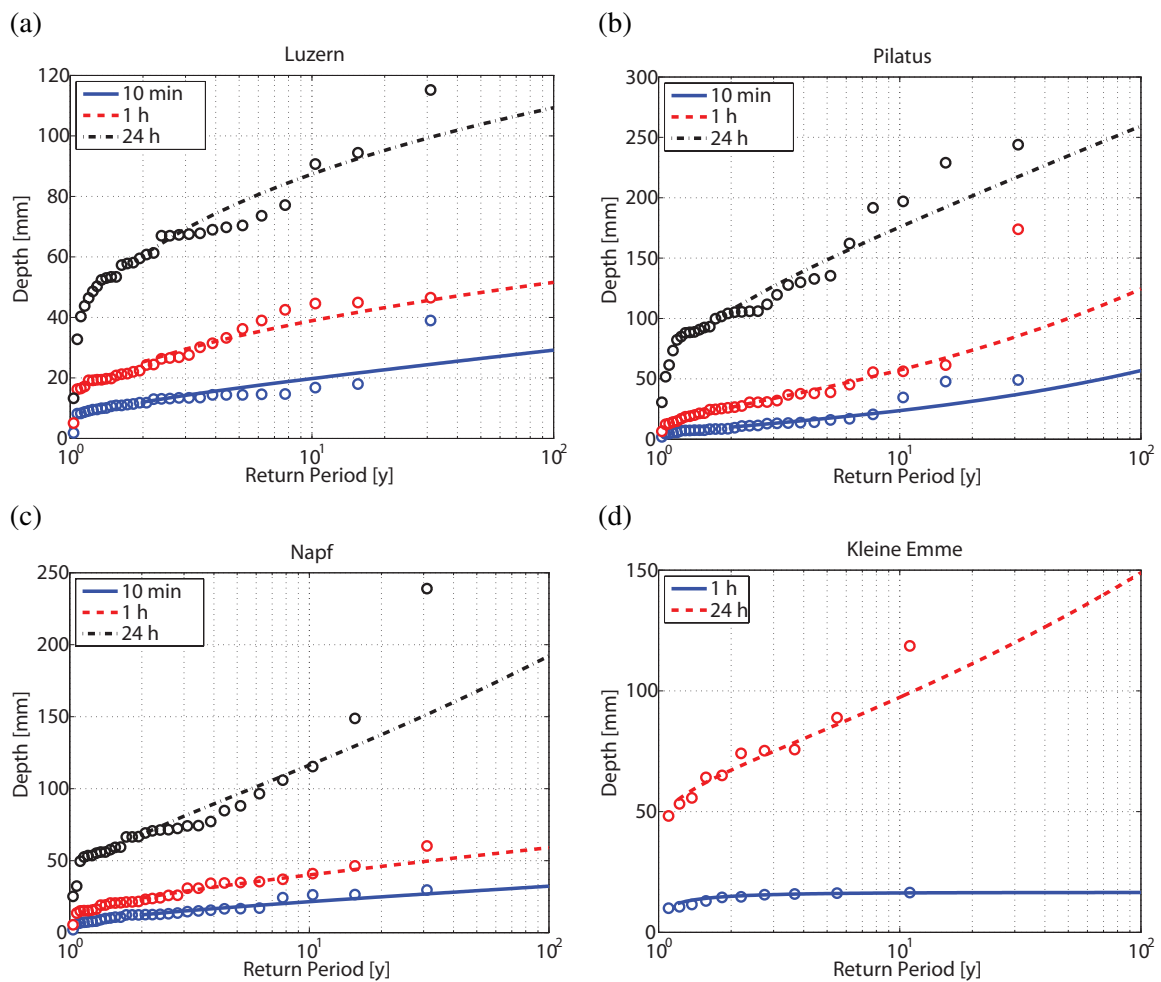 (a)
Luzern
120
100
80
60
40
20
0
Depth [mm]
10 min
1 h
24 h
10^0
10^1
10^2
Return Period [y]
(b)
Pilatus
300
250
200
150
100
50
0
Depth [mm]
10 min
1 h
24 h
10^0
10^1
10^2
Return Period [y]
(c)
Napf
250
200
150
100
50
0
Depth [mm]
10 min
1 h
24 h
10^0
10^1
10^2
Return Period [y]
(d)
Kleine Emme
150
100
50
0
Depth [mm]
1 h
24 h
10^0
10^1
10^2
Return Period [y]